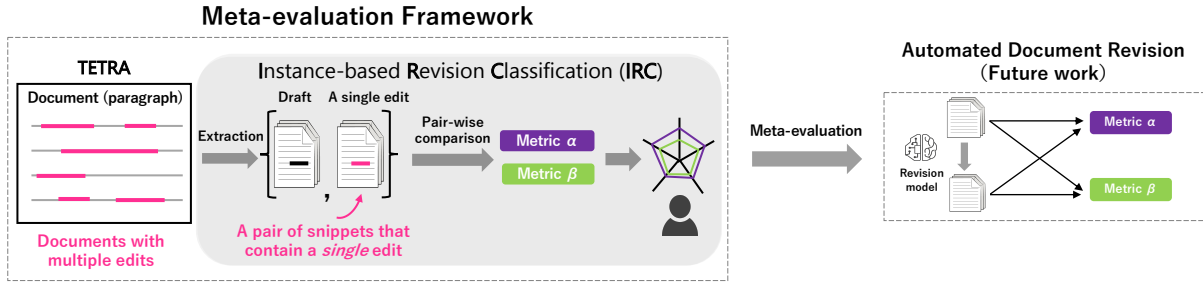 Meta-evaluation Framework
TETRA
Document (paragraph)
Documents with
multiple edits
Instance-based Revision Classification (IRC)
Extraction
Draft
A single edit
,
A pair of snippets that
contain a single edit
Pair-wise
comparison
Metric α
Metric β
Meta-evaluation
Automated Document Revision
(Future work)
Revision
model
Metric α
Metric β